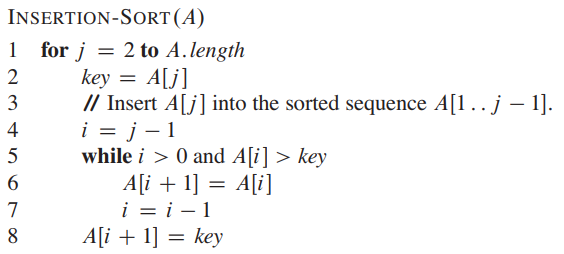 INSERTION-SORT(A)
1 for j = 2 to A.length
2 key = A[j]
3 // Insert A[j] into the sorted sequence A[1 . . j − 1].
4 i = j − 1
5 while i > 0 and A[i] > key
6 A[i + 1] = A[i]
7 i = i − 1
8 A[i + 1] = key